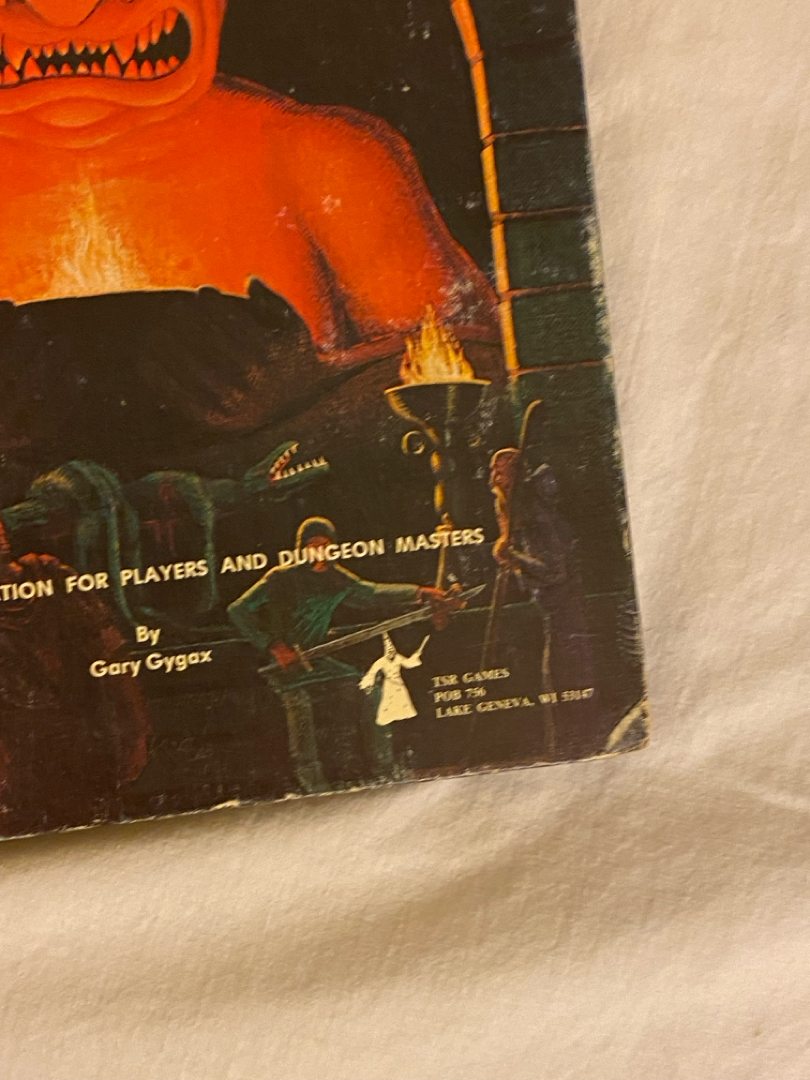 TION FOR PLAYERS AND DUNGEON MASTERS
By
Gary Gygax
TSR GAMES
POB 756
LAKE GENEVA, WI 53147